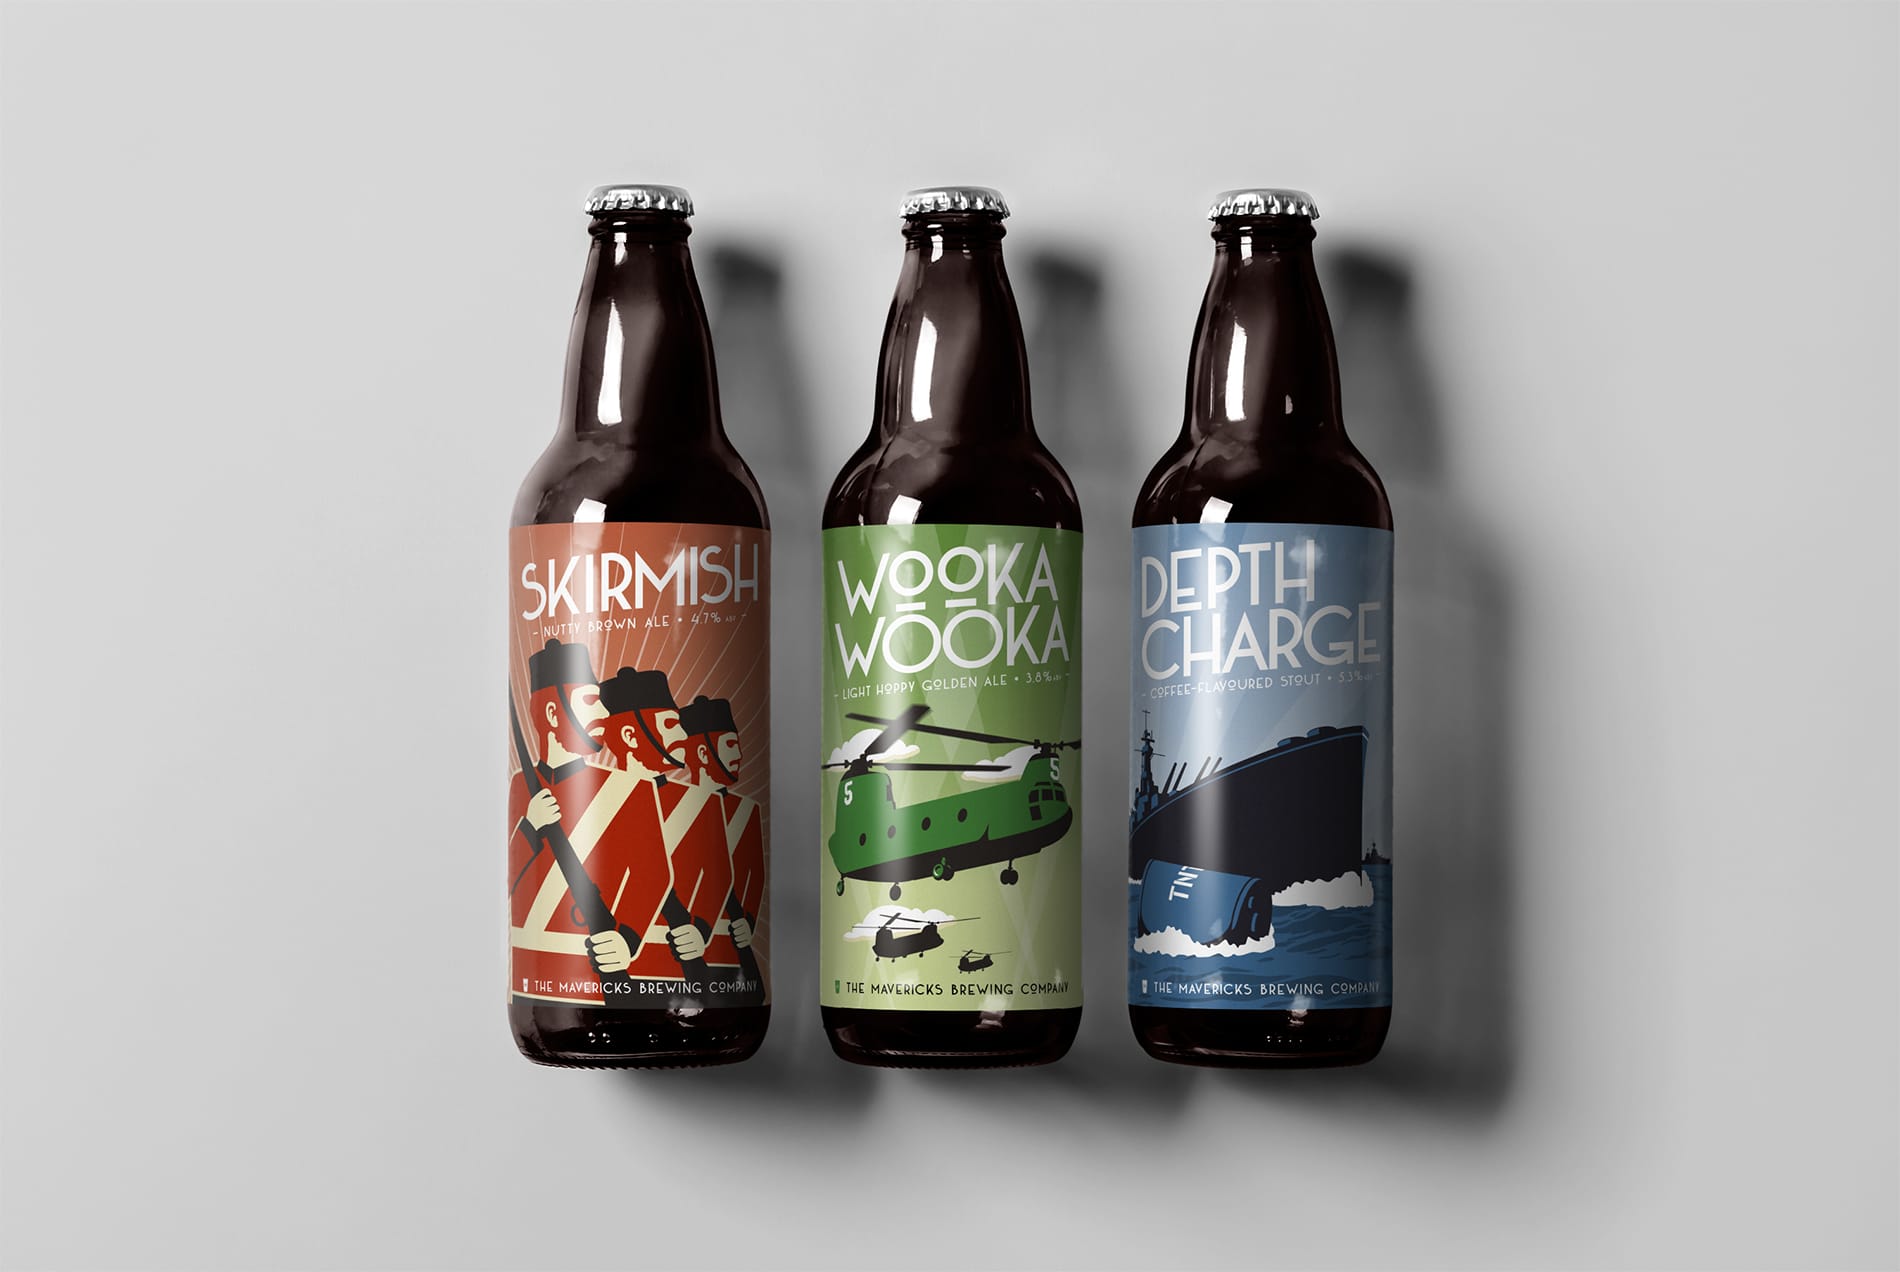 SKIRMISH
- NUTTY BROWN ALE • 4.7% ABV -
THE MAVERICKS BREWING COMPANY
WOOKA
WOOKA
- LIGHT HOPPY GOLDEN ALE • 3.8% ABV -
5
5
THE MAVERICKS BREWING COMPANY
DEPTH
CHARGE
- COFFEE-FLAVOURED STOUT • 5.3% ABV -
TNT
THE MAVERICKS BREWING COMPANY